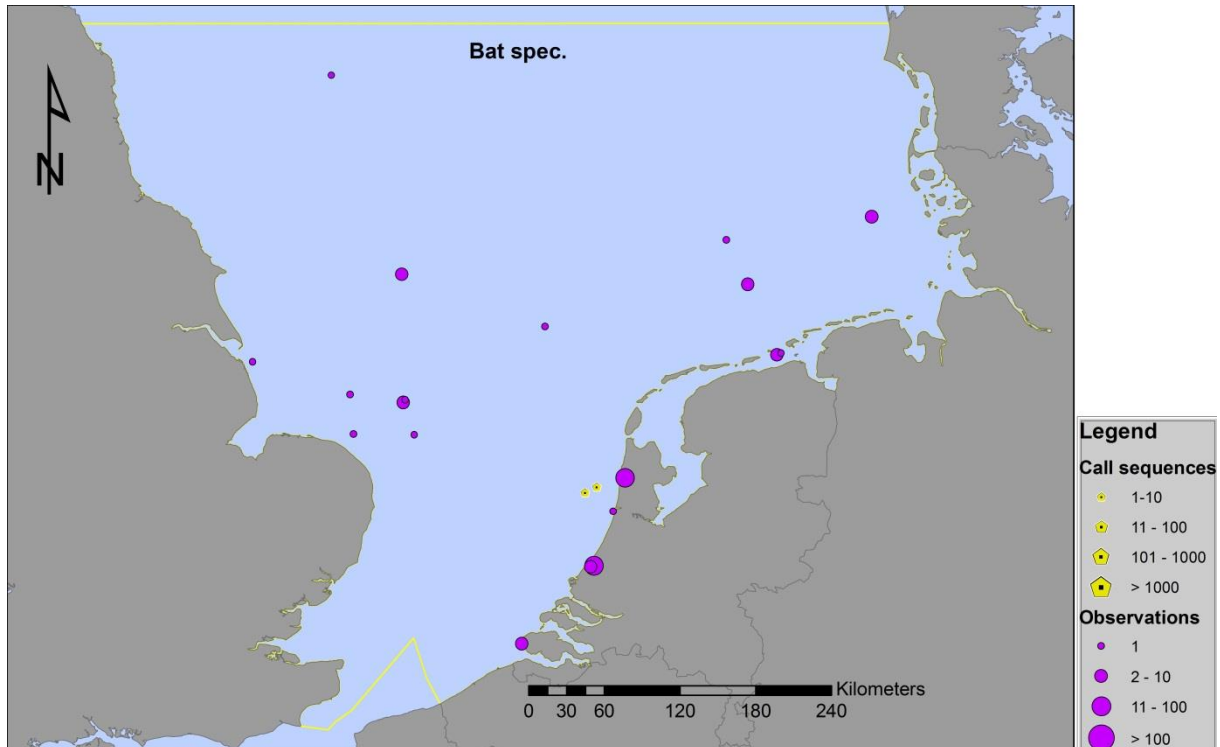 Bat spec.
N
Kilometers
0 30 60 120 180 240
Legend
Call sequences
1-10
11 - 100
101 - 1000
> 1000
Observations
1
2 - 10
11 - 100
> 100